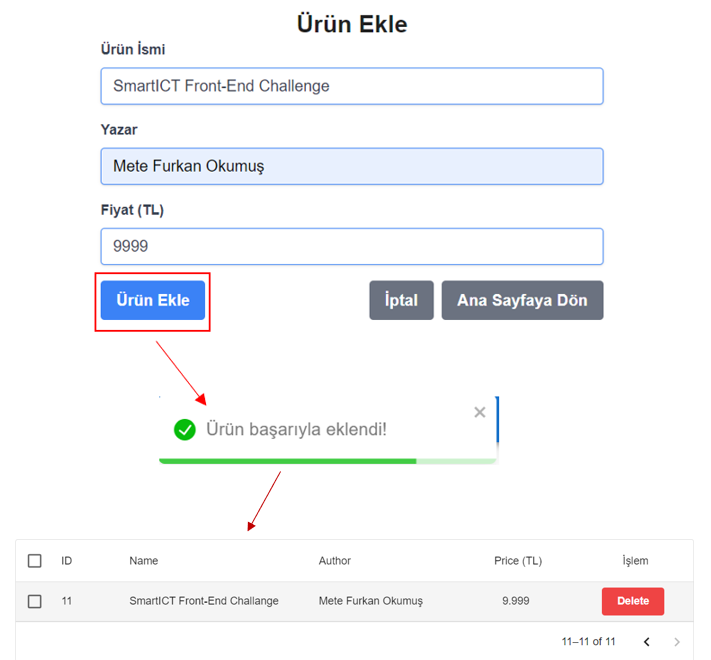 Ürün Ekle
Ürün İsmi
SmartICT Front-End Challenge
Yazar
Mete Furkan Okumuş
Fiyat (TL)
9999
Ürün Ekle İptal Ana Sayfaya Dön
Ürün başarıyla eklendi!
ID Name Author Price (TL) İşlem
11 SmartICT Front-End Challange Mete Furkan Okumuş 9.999 Delete
11–11 of 11